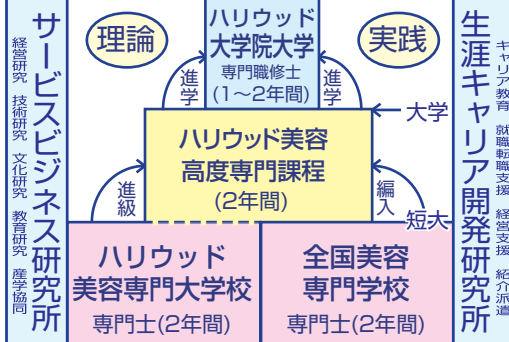 サービスビジネス研究所
経営研究 技術研究 文化研究 教育研究 産学協同
理論
ハリウッド
大学院大学
専門職修士
(1～2年間)
実践
進学
進学
大学
ハリウッド美容
高度専門課程
(2年間)
進級
編入
短大
ハリウッド
美容専門大学校
専門士(2年間)
全国美容
専門学校
専門士(2年間)
生涯キャリア開発研究所
キャリア教育 就職転職支援 経営支援 紹介派遣